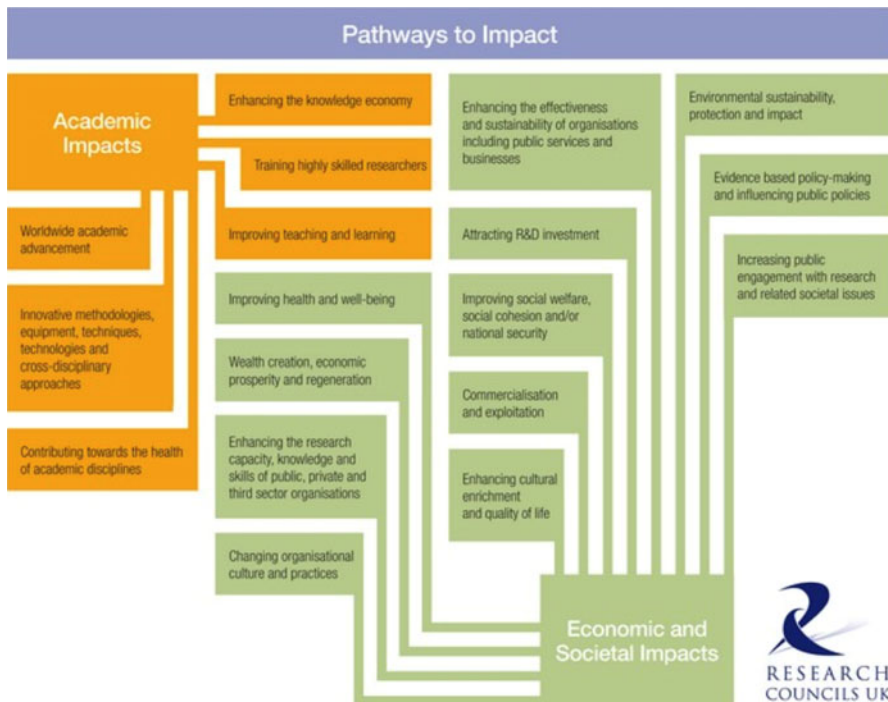 Pathways to Impact
Academic
Impacts
Enhancing the knowledge economy
Training highly skilled researchers
Improving teaching and learning
Worldwide academic
advancement
Innovative methodologies,
equipment, techniques,
technologies and
cross-disciplinary
approaches
Contributing towards the health
of academic disciplines
Improving health and well-being
Wealth creation, economic
prosperity and regeneration
Enhancing the research
capacity, knowledge and
skills of public, private and
third sector organisations
Changing organisational
culture and practices
Enhancing the effectiveness
and sustainability of organisations
including public services and
businesses
Attracting R&D investment
Improving social welfare,
social cohesion and/or
national security
Commercialisation
and exploitation
Enhancing cultural
enrichment
and quality of life
Environmental sustainability,
protection and impact
Evidence based policy-making
and influencing public policies
Increasing public
engagement with research
and related societal issues
Economic and
Societal Impacts
RESEARCH
COUNCILS UK